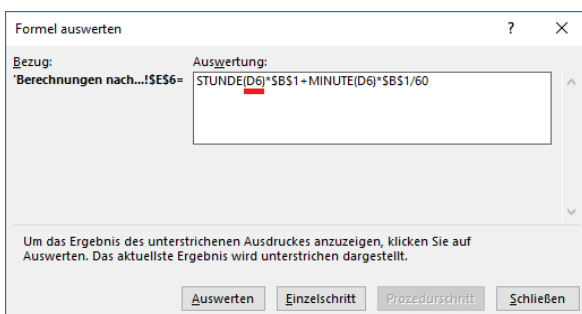 Formel auswerten ? ×
Bezug: Auswertung:
'Berechnungen nach...!$E$6= STUNDE(D6)*$B$1+MINUTE(D6)*$B$1/60
Um das Ergebnis des unterstrichenen Ausdruckes anzuzeigen, klicken Sie auf
Auswerten. Das aktuellste Ergebnis wird unterstrichen dargestellt.
Auswerten Einzelschritt Prozedurschritt Schließen